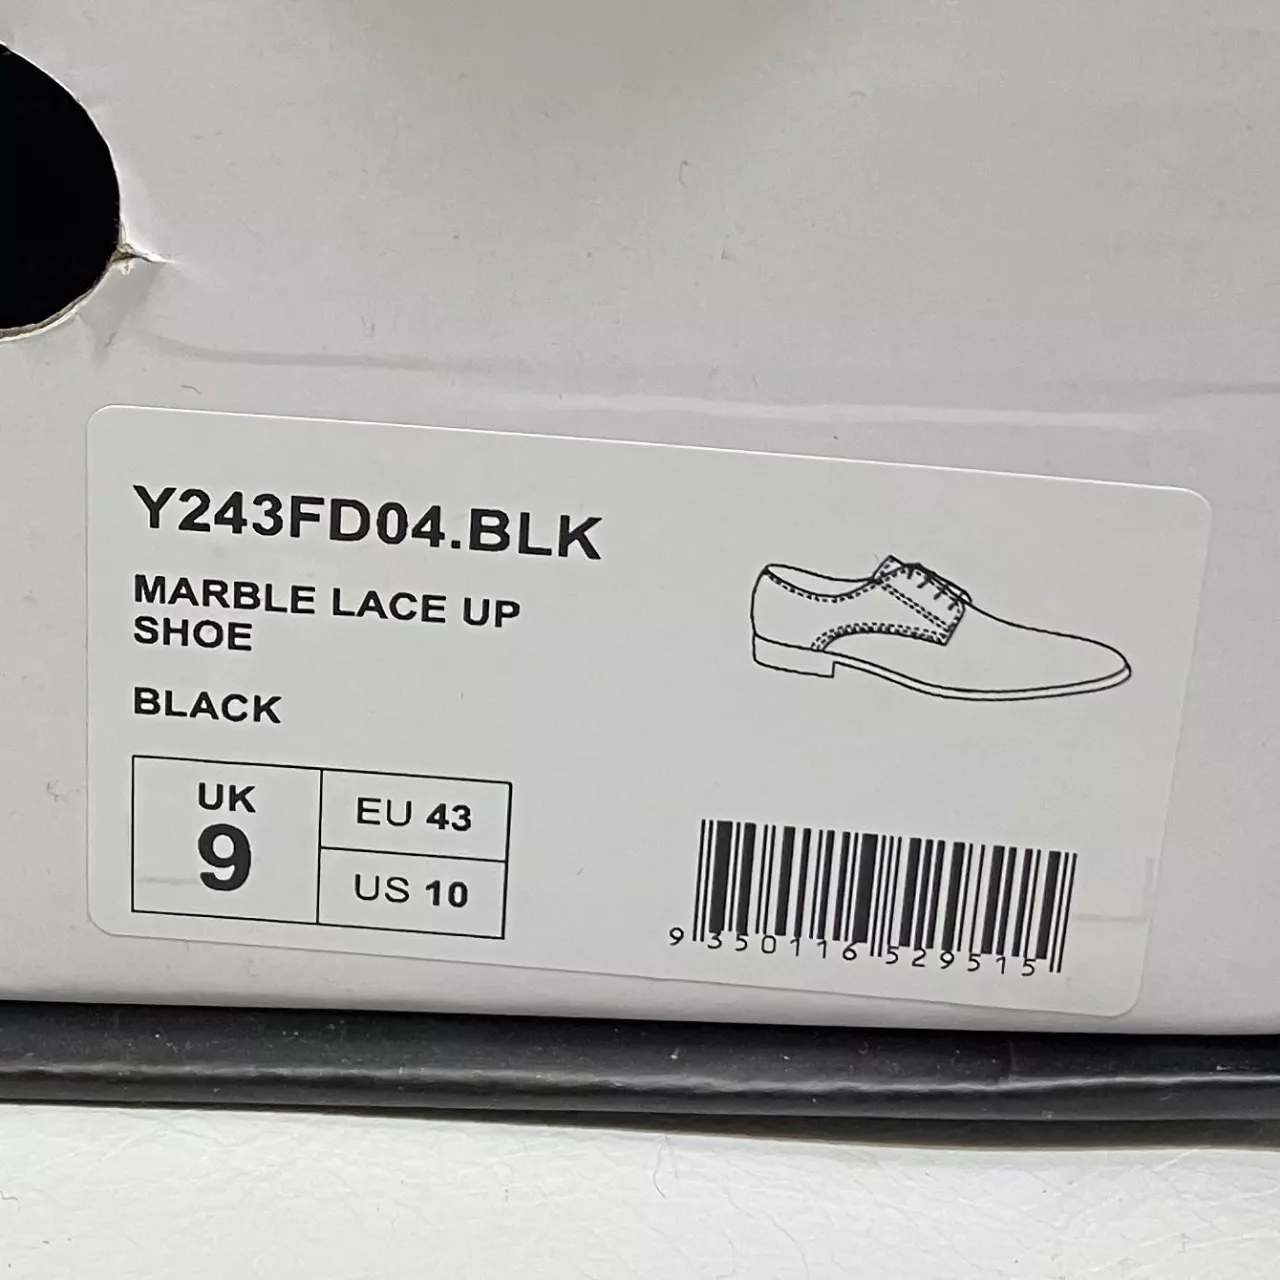 Y243FD04.BLK
MARBLE LACE UP
SHOE
BLACK
UK
9
EU 43
US 10
9 350116 529515